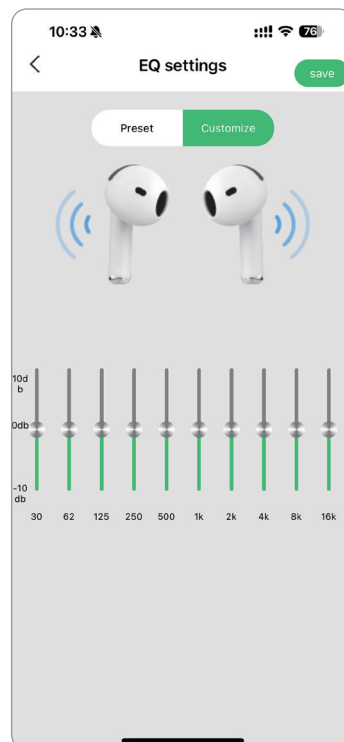 10:33
76
EQ settings
save
Preset
Customize
10d
b
0db
-10
db
30 62 125 250 500 1k 2k 4k 8k 16k